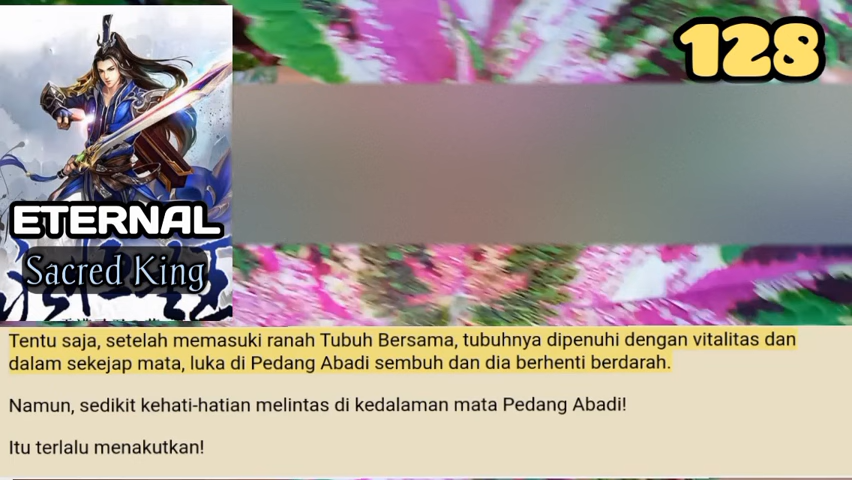 128
ETERNAL
Sacred King
Tentu saja, setelah memasuki ranah Tubuh Bersama, tubuhnya dipenuhi dengan vitalitas dan
dalam sekejap mata, luka di Pedang Abadi sembuh dan dia berhenti berdarah.
Namun, sedikit kehati-hatian melintas di kedalaman mata Pedang Abadi!
Itu terlalu menakutkan!